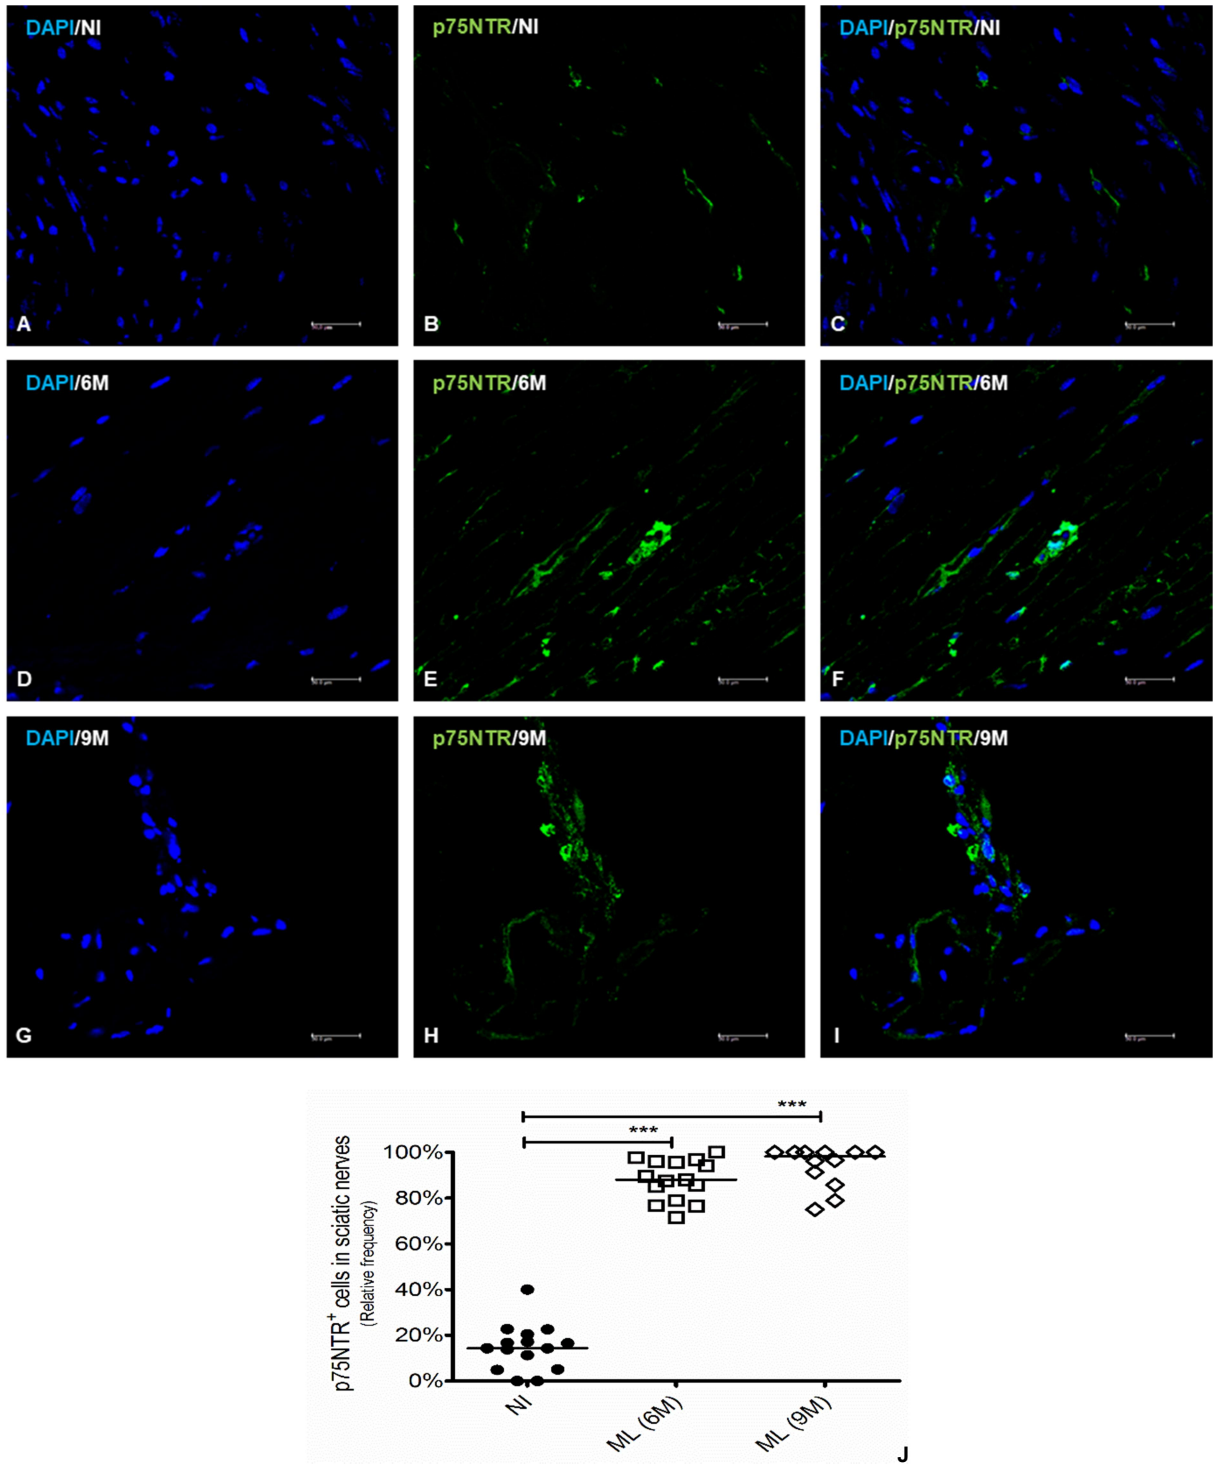 DAPI/NI
p75NTR/NI
DAPI/p75NTR/NI
A
B
C
DAPI/6M
p75NTR/6M
DAPI/p75NTR/6M
D
E
F
DAPI/9M
p75NTR/9M
DAPI/p75NTR/9M
G
H
I
***
***
p75NTR+ cells in sciatic nerves
(Relative frequency)
100%
80%
60%
40%
20%
0%
NI
ML (6M)
ML (9M)
J